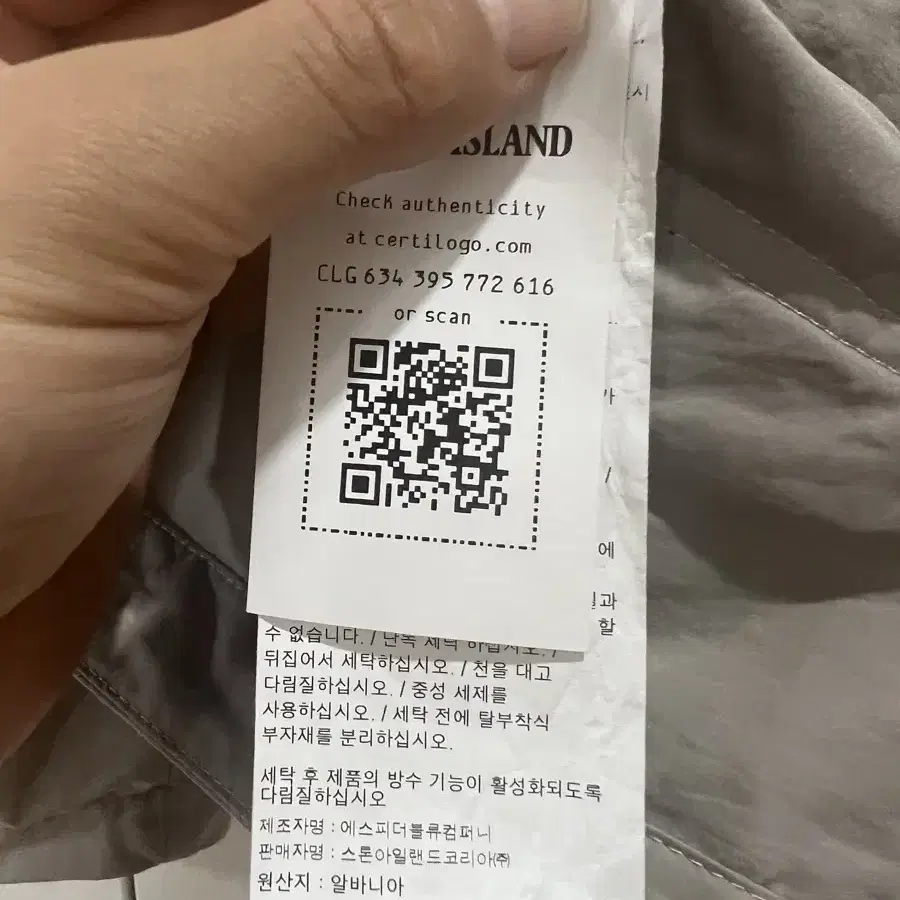 ISLAND
Check authenticity
at certilogo.com
CLG 634 395 772 616
or scan
시
가
/
에
과
할
수 없습니다. / 단독 세탁 하십시오. /
뒤집어서 세탁하십시오. / 천을 대고
다림질하십시오. / 중성 세제를
사용하십시오. / 세탁 전에 탈부착식
부자재를 분리하십시오.
세탁 후 제품의 방수 기능이 활성화되도록
다림질하십시오
제조자명 : 에스피더블류컴퍼니
판매자명 : 스톤아일랜드코리아㈜
원산지 : 알바니아